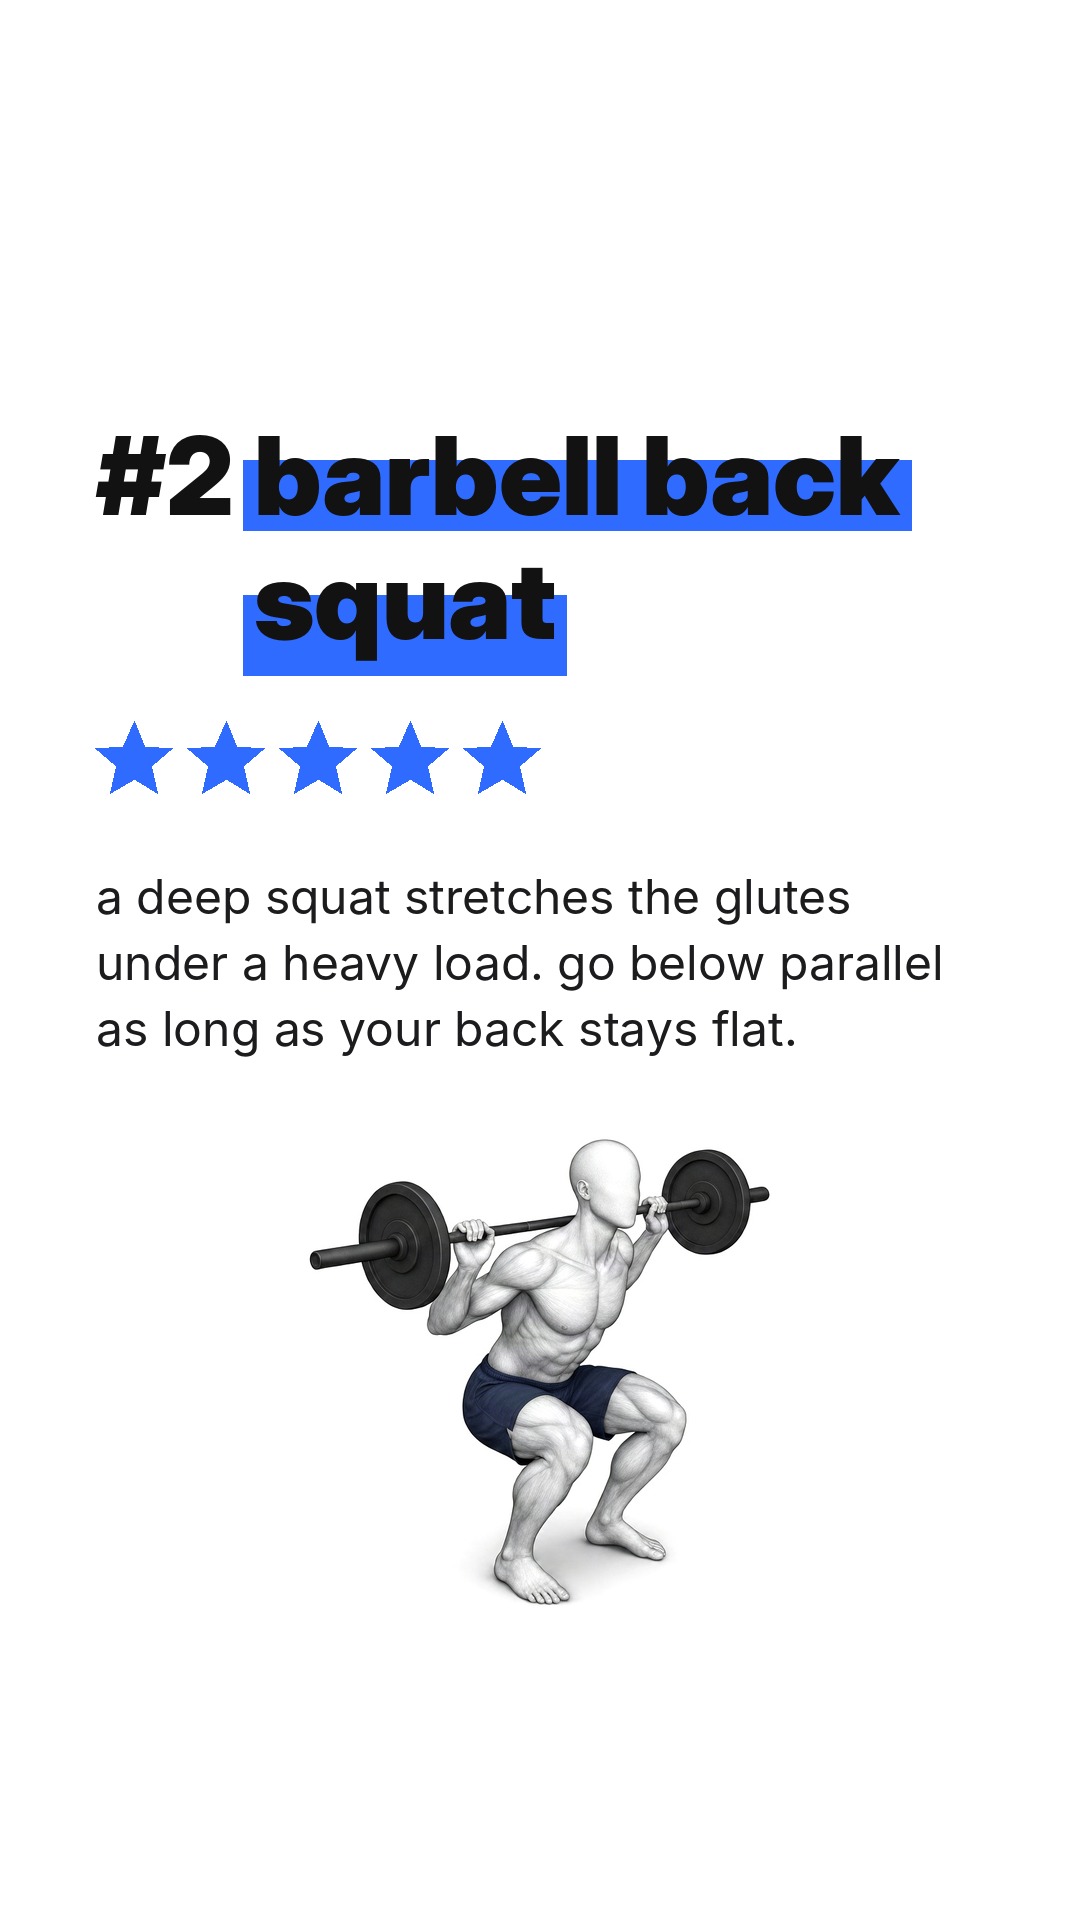 #2 barbell back
squat
a deep squat stretches the glutes
under a heavy load. go below parallel
as long as your back stays flat.